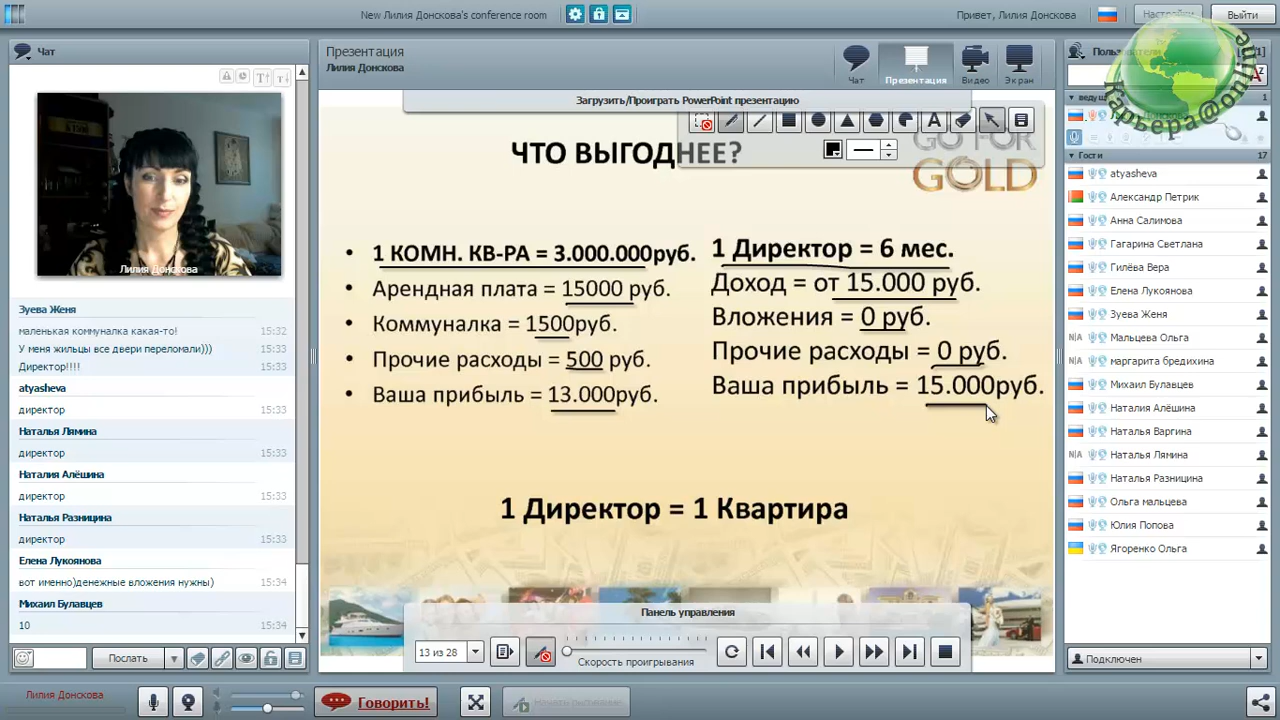 New Лилия Донскова's conference room
Привет, Лилия Донскова
Настройки
Выйти
Чат
Лилия Донскова
Зуева Женя
маленькая коммуналка какая-то! 15:32
У меня жильцы все двери переломали))) 15:33
Директор!!!! 15:33
atyasheva
директор 15:33
Наталья Лямина
директор 15:33
Наталия Алёшина
директор 15:33
Наталья Разницина
директор 15:33
Елена Лукоянова
вот именно)денежные вложения нужны) 15:34
Михаил Булавцев
10 15:34
Послать
Презентация
Лилия Донскова
Чат
Презентация
Видео
Экран
Загрузить/Проиграть PowerPoint презентацию
GO FOR
GOLD
ЧТО ВЫГОДНЕЕ?
• 1 КОМН. КВ-РА = 3.000.000руб.
• Арендная плата = 15000 руб.
• Коммуналка = 1500руб.
• Прочие расходы = 500 руб.
• Ваша прибыль = 13.000руб.
1 Директор = 6 мес.
Доход = от 15.000 руб.
Вложения = 0 руб.
Прочие расходы = 0 руб.
Ваша прибыль = 15.000руб.
1 Директор = 1 Квартира
Панель управления
13 из 28
Скорость проигрывания
Карьера@online
Гости 17
atyasheva
Александр Петрик
Анна Салимова
Гагарина Светлана
Гилёва Вера
Елена Лукоянова
Зуева Женя
N/A Мальцева Ольга
N/A маргарита бредихина
Михаил Булавцев
Наталия Алёшина
Наталья Варгина
N/A Наталья Лямина
Наталья Разницина
Ольга мальцева
Юлия Попова
Ягоренко Ольга
Подключен
Лилия Донскова
Говорить!